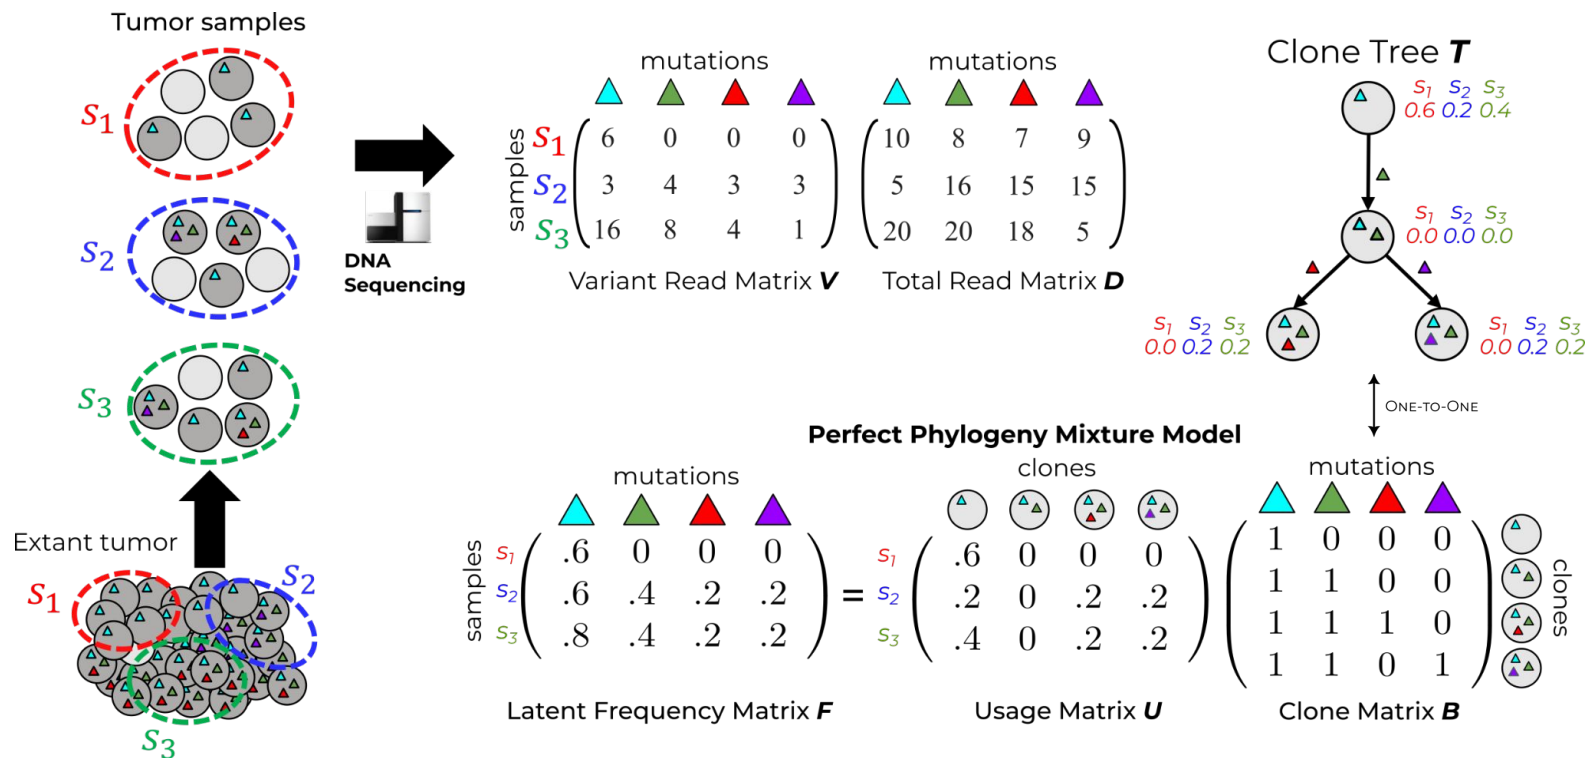 Tumor samples
S1
S2
S3
Extant tumor
S1
S2
S3
DNA
Sequencing
mutations
samples
S1 6 0 0 0
S2 3 4 3 3
S3 16 8 4 1
Variant Read Matrix V
mutations
10 8 7 9
5 16 15 15
20 20 18 5
Total Read Matrix D
Clone Tree T
S1 S2 S3
0.6 0.2 0.4
S1 S2 S3
0.0 0.0 0.0
S1 S2 S3
0.0 0.2 0.2
S1 S2 S3
0.0 0.2 0.2
ONE-TO-ONE
Perfect Phylogeny Mixture Model
mutations
samples
S1 .6 0 0 0
S2 .6 .4 .2 .2
S3 .8 .4 .2 .2
Latent Frequency Matrix F
=
clones
S1 .6 0 0 0
S2 .2 0 .2 .2
S3 .4 0 .2 .2
Usage Matrix U
mutations
1 0 0 0
1 1 0 0
1 1 1 0
1 1 0 1
clones
Clone Matrix B